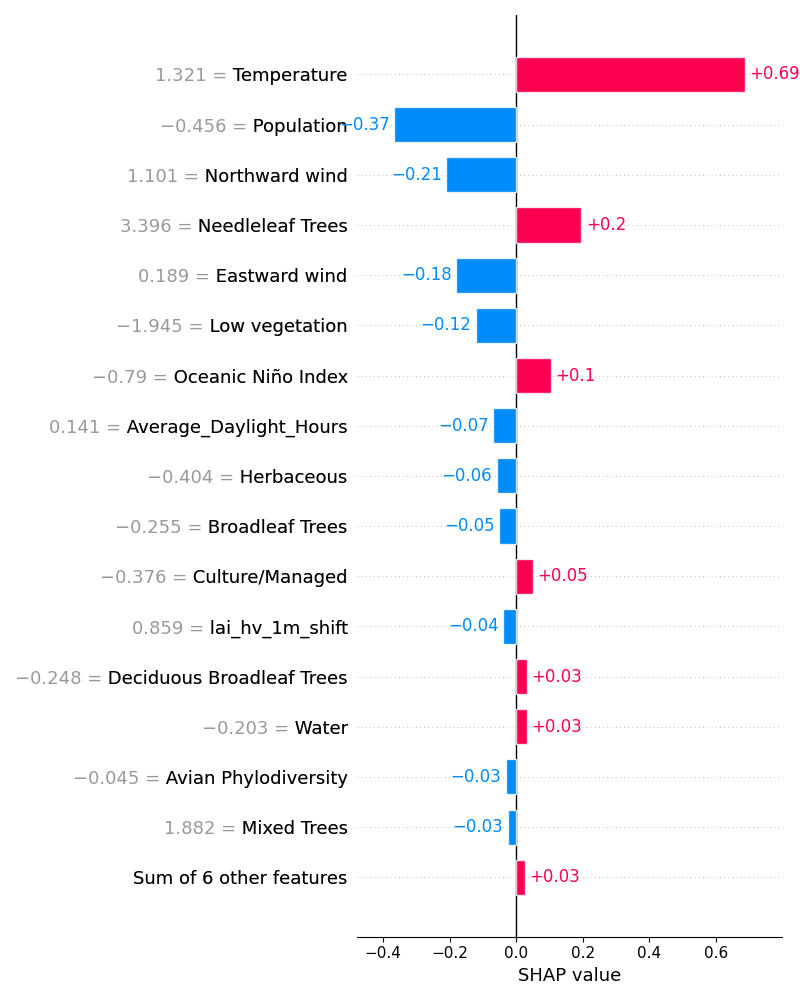 1.321 = Temperature +0.69
−0.456 = Population −0.37
1.101 = Northward wind −0.21
3.396 = Needleleaf Trees +0.2
0.189 = Eastward wind −0.18
−1.945 = Low vegetation −0.12
−0.79 = Oceanic Niño Index +0.1
0.141 = Average_Daylight_Hours −0.07
−0.404 = Herbaceous −0.06
−0.255 = Broadleaf Trees −0.05
−0.376 = Culture/Managed +0.05
0.859 = lai_hv_1m_shift −0.04
−0.248 = Deciduous Broadleaf Trees +0.03
−0.203 = Water +0.03
−0.045 = Avian Phylodiversity −0.03
1.882 = Mixed Trees −0.03
Sum of 6 other features +0.03
−0.4 −0.2 0.0 0.2 0.4 0.6
SHAP value